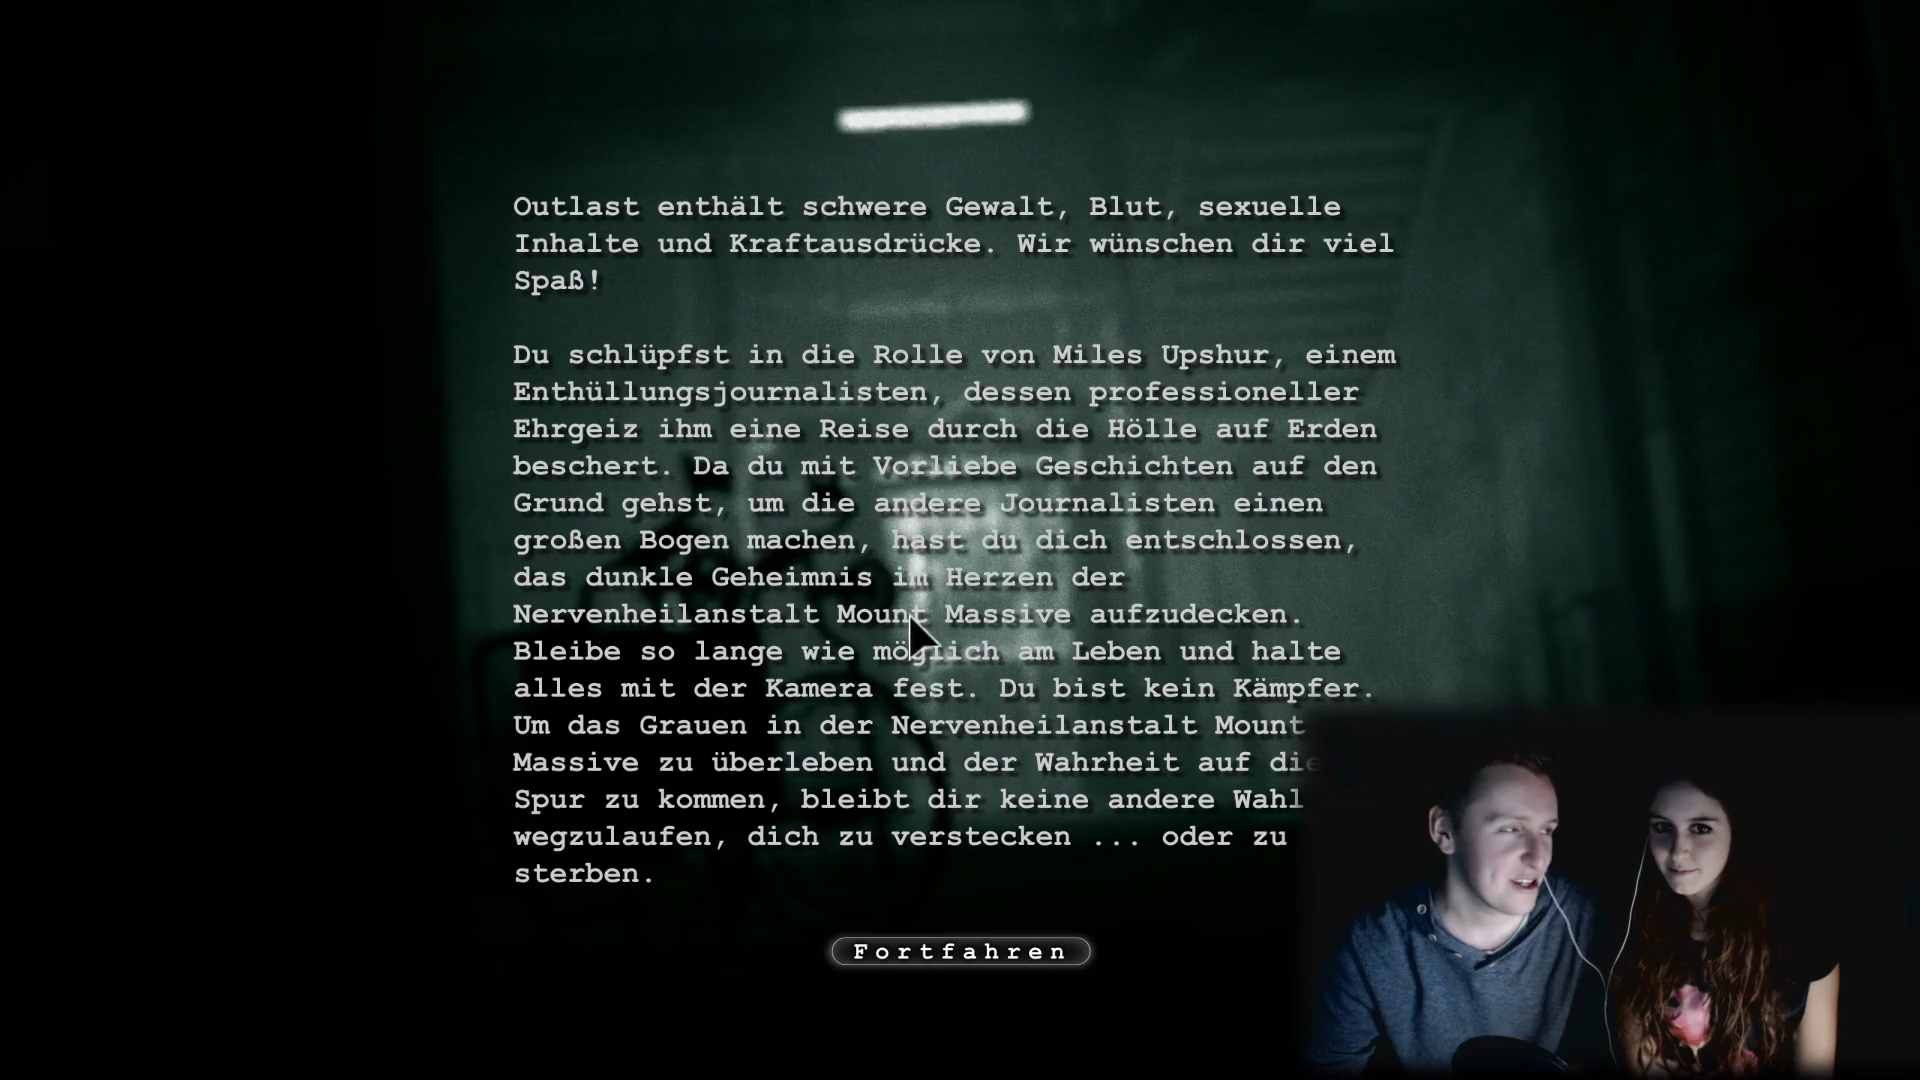 Outlast enthält schwere Gewalt, Blut, sexuelle
Inhalte und Kraftausdrücke. Wir wünschen dir viel
Spaß!
Du schlüpfst in die Rolle von Miles Upshur, einem
Enthüllungsjournalisten, dessen professioneller
Ehrgeiz ihm eine Reise durch die Hölle auf Erden
beschert. Da du mit Vorliebe Geschichten auf den
Grund gehst, um die andere Journalisten einen
großen Bogen machen, hast du dich entschlossen,
das dunkle Geheimnis im Herzen der
Nervenheilanstalt Mount Massive aufzudecken.
Bleibe so lange wie möglich am Leben und halte
alles mit der Kamera fest. Du bist kein Kämpfer.
Um das Grauen in der Nervenheilanstalt Mount
Massive zu überleben und der Wahrheit auf die
Spur zu kommen, bleibt dir keine andere Wahl
wegzulaufen, dich zu verstecken ... oder zu
sterben.
Fortfahren